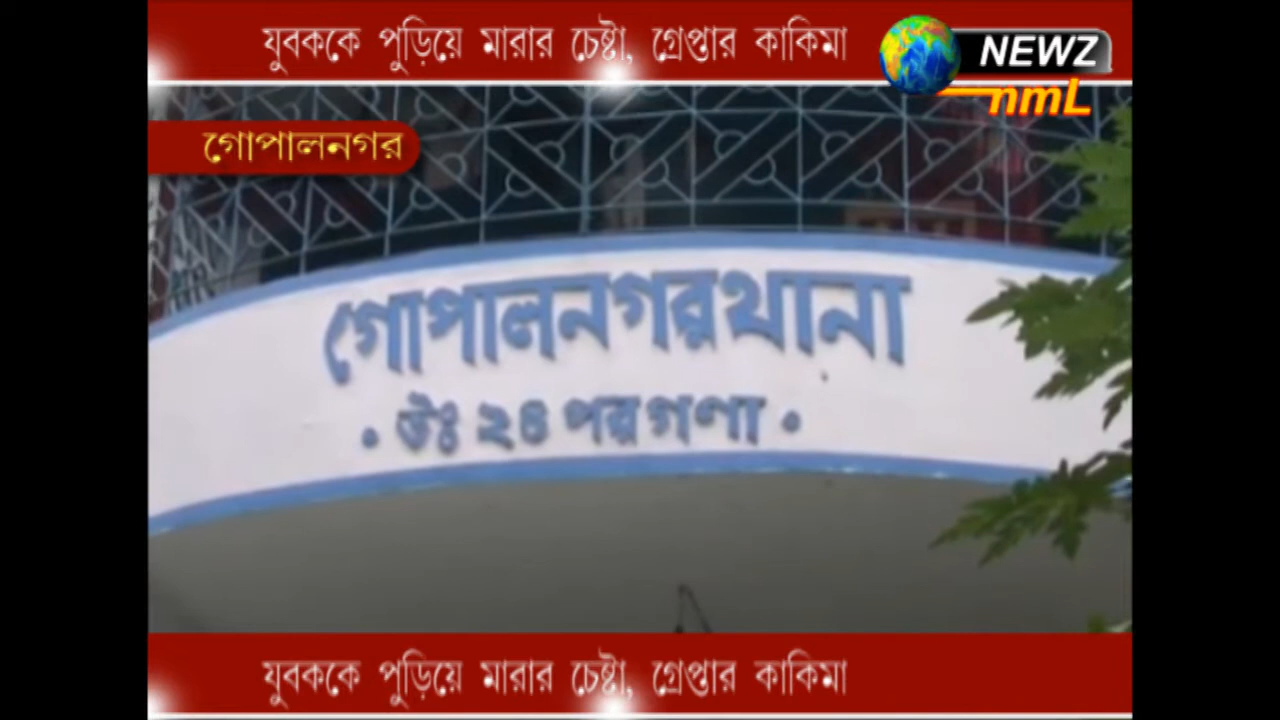 যুবককে পুড়িয়ে মারার চেষ্টা, গ্রেপ্তার কাকিমা
NEWZ
nmL
গোপালনগর
গোপালনগর থানা
• উঃ ২৪ পরগণা •
যুবককে পুড়িয়ে মারার চেষ্টা, গ্রেপ্তার কাকিমা